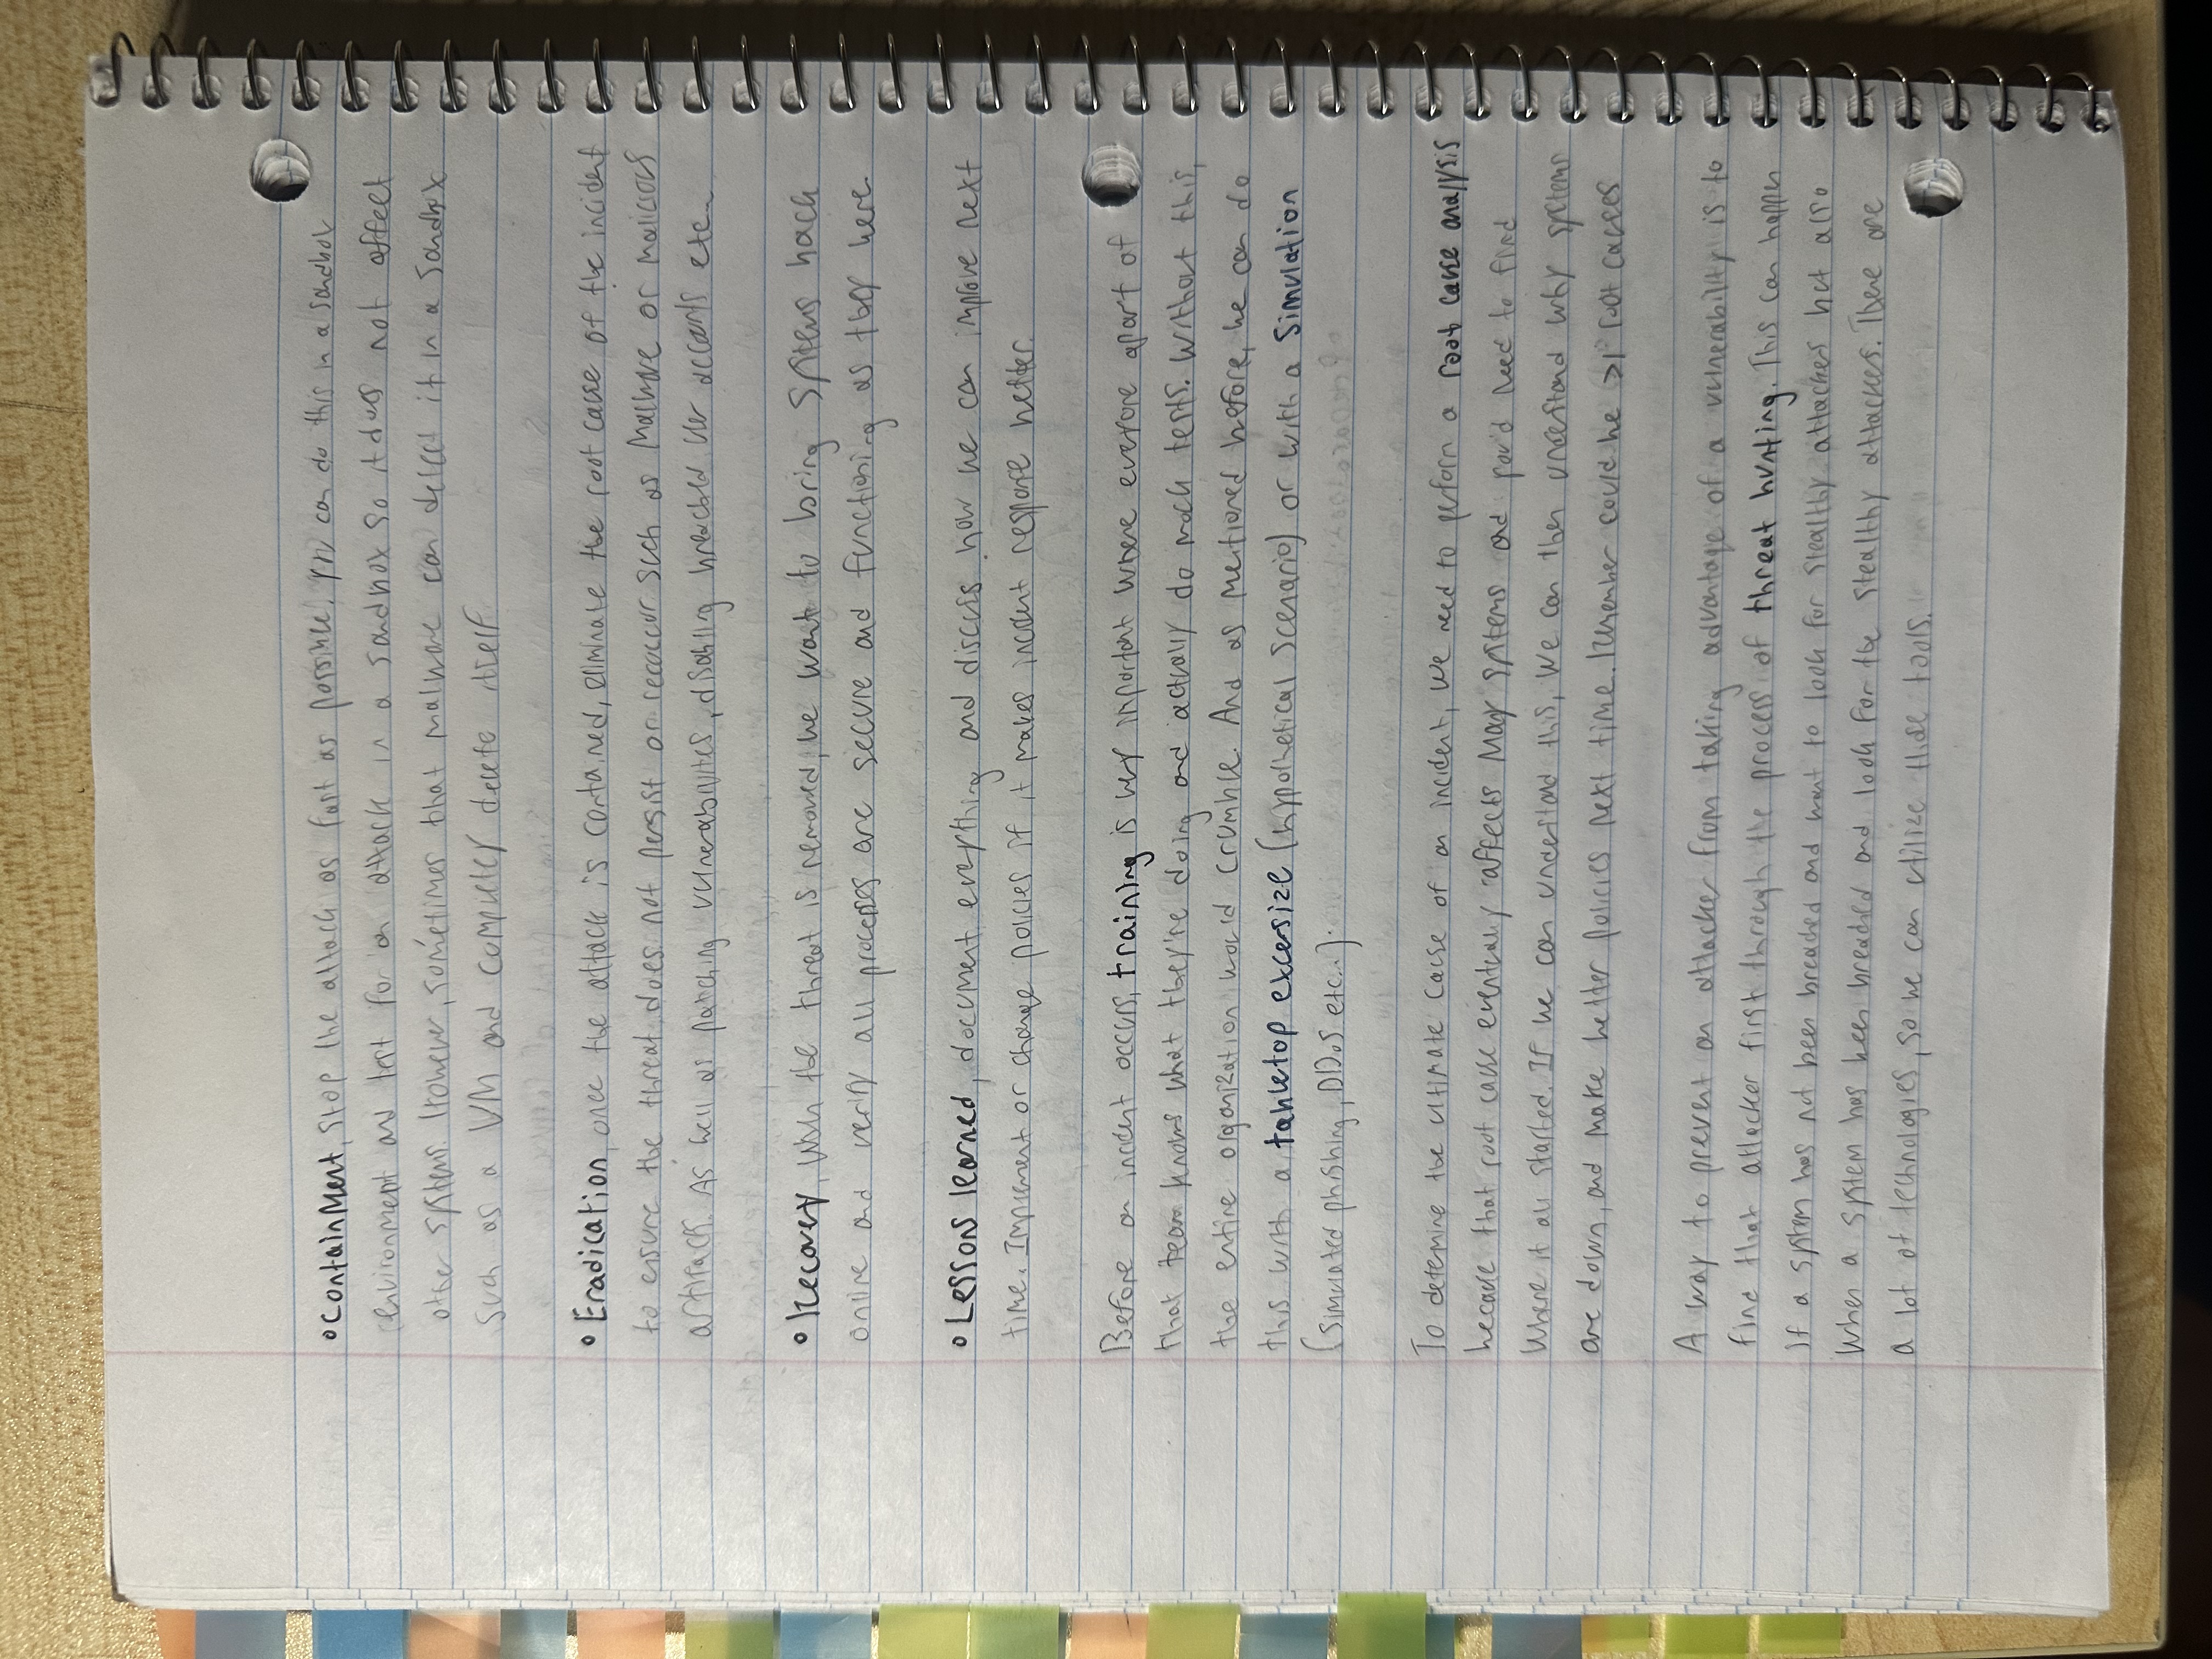 • Containment, stop the attack as fast as possible. You can do this in a sandbox
environment and test for an attack in a sandbox so it does not affect
other systems. However, sometimes that malware can detect it in a sandbox
such as a VM and completely delete itself
• Eradication, once the attack is contained, eliminate the root cause of the incident
to ensure the threat does not persist or reoccur such as malware or malicious
artifacts. As well as patching vulnerabilities, disabling breached user accounts etc..
• Recovery, with the threat is removed, we want to bring systems back
online and verify all processes are secure and functioning as they were.
• Lessons learned, document everything and discuss how we can improve next
time. Implement or change policies if it makes incident response better.
Before an incident occurs, training is very important where everyone apart of
that team knows what they're doing and actually do mock tests. Without this,
the entire organization would crumble. And as mentioned before, we can do
this with a tabletop excersize (hypothetical scenario) or with a simulation
(simulated phishing, DDoS etc..).
To determine the ultimate cause of an incident, we need to perform a root cause analysis
because that root cause eventually affects many systems and you'd need to find
where it all started. If we can understand this, we can then understand why systems
are down, and make better policies next time. Remember could be >1 root causes
A way to prevent an attacker from taking advantage of a vulnerability is to
find that attacker first through the process of threat hunting. This can happen
if a system has not been breached and want to look for stealthy attackers but also
when a system has been breached and look for the stealthy attackers. There are
a lot of technologies, so we can utilize those tools.